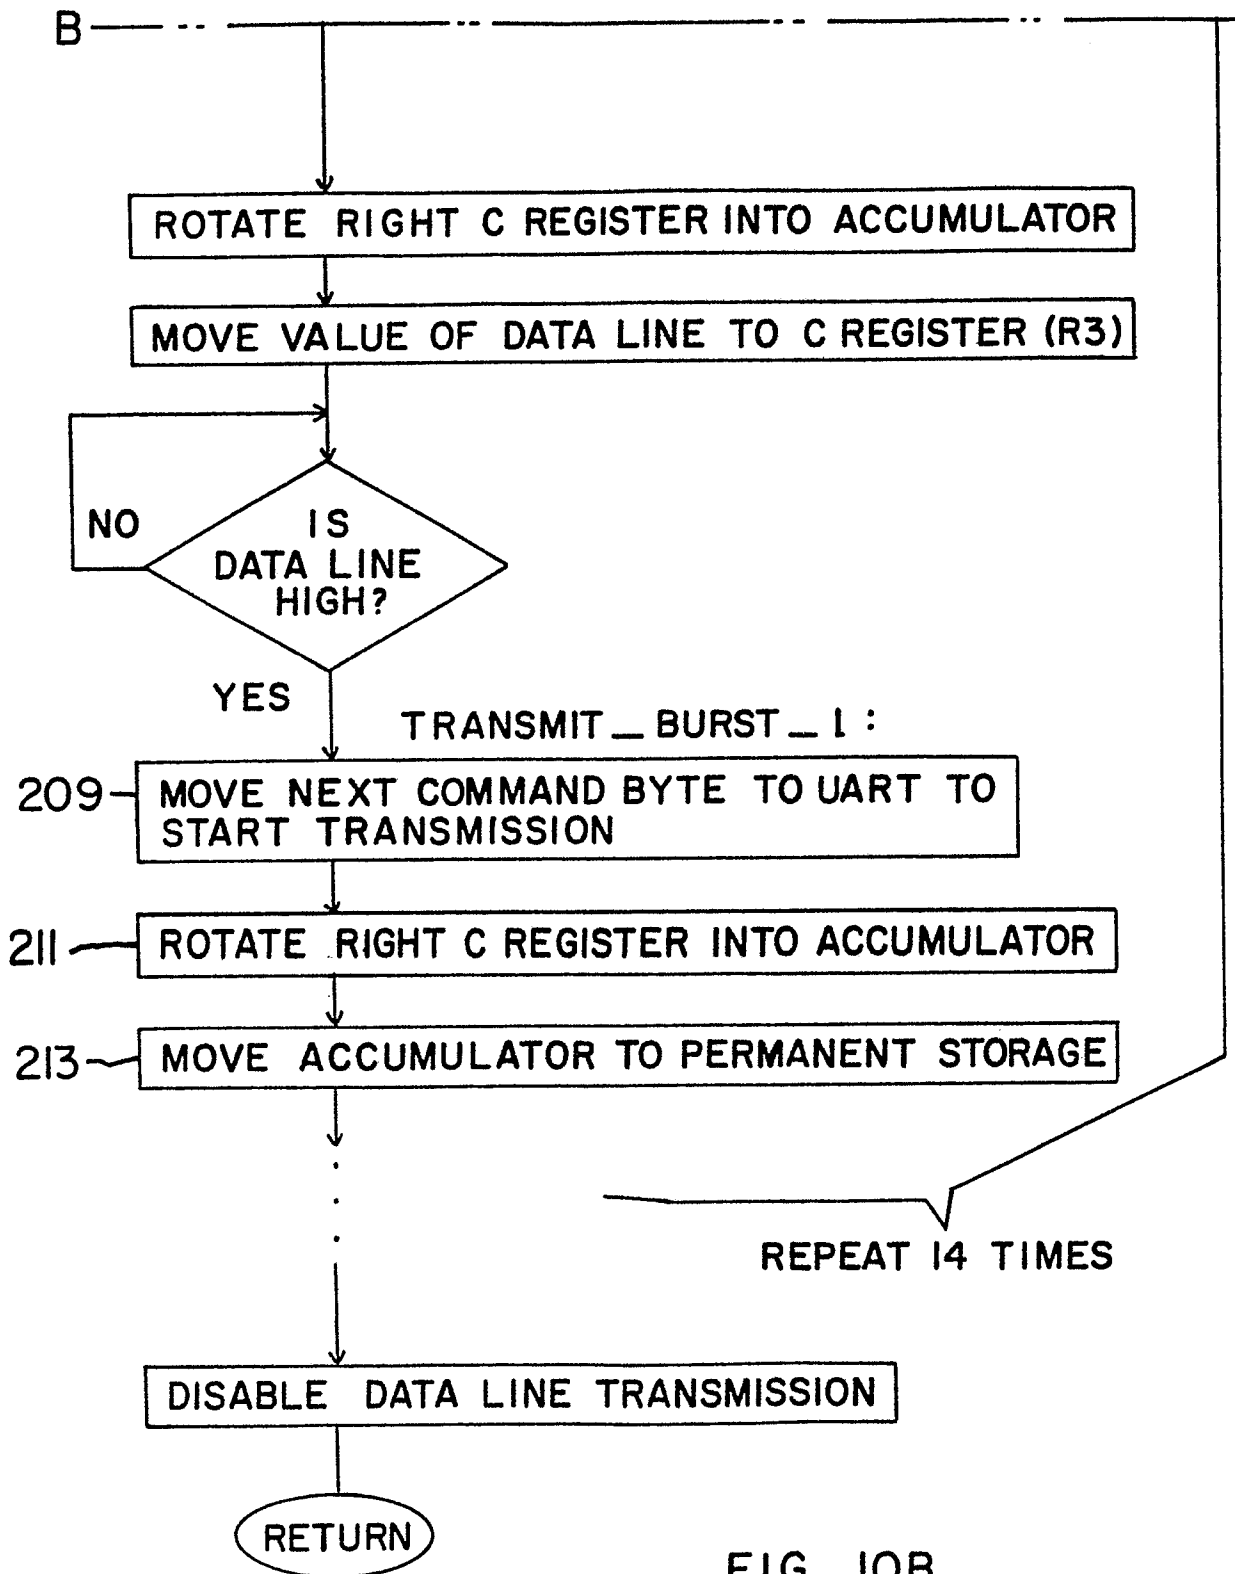 B
ROTATE RIGHT C REGISTER INTO ACCUMULATOR
MOVE VALUE OF DATA LINE TO C REGISTER (R3)
NO
IS
DATA LINE
HIGH?
YES
TRANSMIT_BURST_1:
209
MOVE NEXT COMMAND BYTE TO UART TO
START TRANSMISSION
211
ROTATE RIGHT C REGISTER INTO ACCUMULATOR
213
MOVE ACCUMULATOR TO PERMANENT STORAGE
REPEAT 14 TIMES
DISABLE DATA LINE TRANSMISSION
RETURN
FIG. 10B